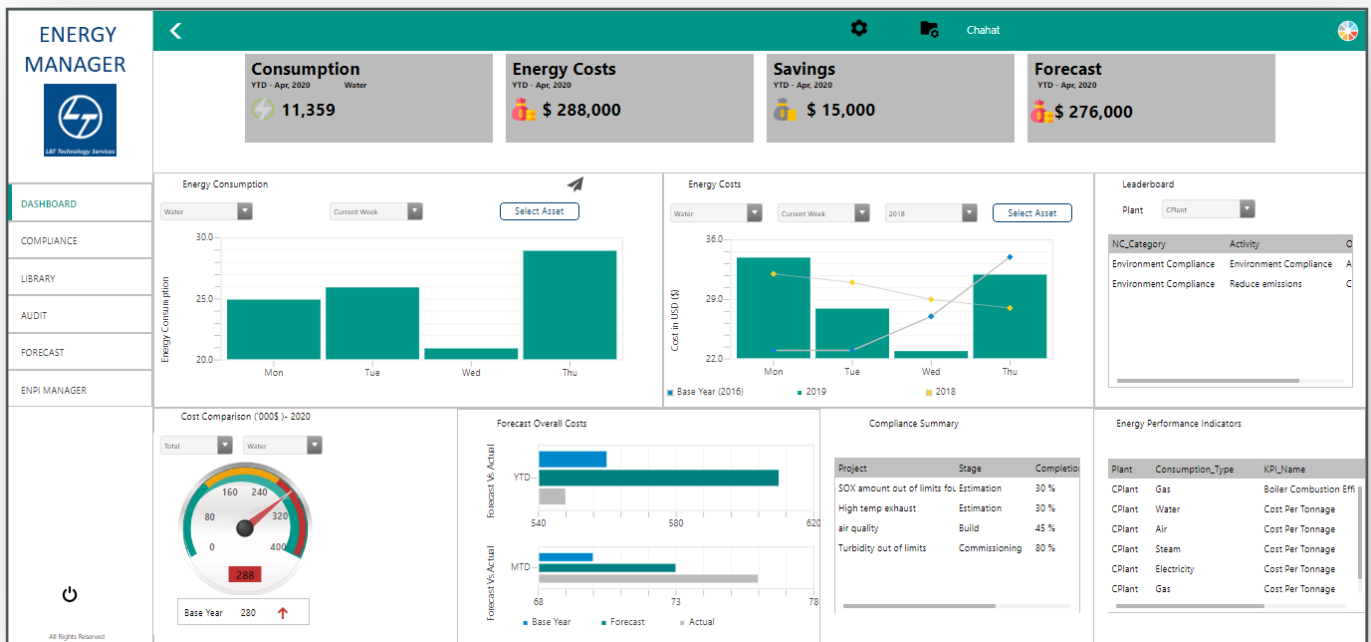 ENERGY
MANAGER
L&T Technology Services
DASHBOARD
COMPLIANCE
LIBRARY
AUDIT
FORECAST
ENPI MANAGER
All Rights Reserved
Chahat
Consumption
YTD - Apr, 2020 Water
11,359
Energy Costs
YTD - Apr, 2020
$ 288,000
Savings
YTD - Apr, 2020
$ 15,000
Forecast
YTD - Apr, 2020
$ 276,000
Energy Consumption
Water Current Week Select Asset
Energy Consumption
30.0
25.0
20.0
Mon Tue Wed Thu
Energy Costs
Water Current Week 2018 Select Asset
Cost in USD ($)
36.0
29.0
22.0
Mon Tue Wed Thu
Base Year (2016) 2019 2018
Leaderboard
Plant CPlant
NC_Category Activity O
Environment Compliance Environment Compliance A
Environment Compliance Reduce emissions C
Cost Comparison ('000$ )- 2020
Total Water
160 240
80 320
0 400
288
Base Year 280
Forecast Overall Costs
Forecast Vs Actual
YTD
540 580 620
Forecast Vs Actual
MTD
68 73 78
Base Year Forecast Actual
Compliance Summary
Project Stage Completion
SOX amount out of limits fou Estimation 30 %
High temp exhaust Estimation 30 %
air quality Build 45 %
Turbidity out of limits Commissioning 80 %
Energy Performance Indicators
Plant Consumption_Type KPI_Name
CPlant Gas Boiler Combustion Effi
CPlant Water Cost Per Tonnage
CPlant Air Cost Per Tonnage
CPlant Steam Cost Per Tonnage
CPlant Electricity Cost Per Tonnage
CPlant Gas Cost Per Tonnage